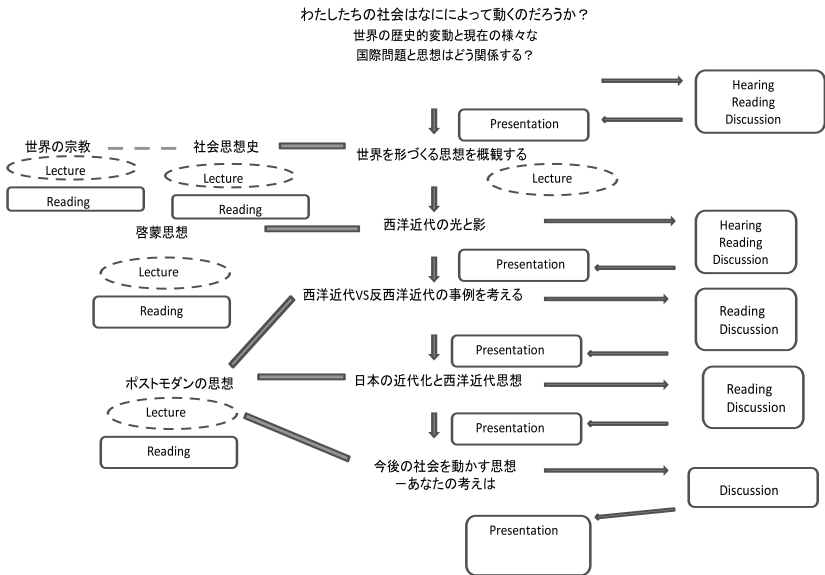 わたしたちの社会はなにによって動くのだろうか？
世界の歴史的変動と現在の様々な
国際問題と思想はどう関係する？
Hearing
Reading
Discussion
Presentation
世界の宗教
社会思想史
世界を形づくる思想を概観する
Lecture
Lecture
Lecture
Reading
Reading
啓蒙思想
西洋近代の光と影
Hearing
Reading
Discussion
Lecture
Presentation
Reading
西洋近代VS反西洋近代の事例を考える
Reading
Discussion
Presentation
ポストモダンの思想
日本の近代化と西洋近代思想
Reading
Discussion
Lecture
Presentation
Reading
今後の社会を動かす思想
－あなたの考えは
Discussion
Presentation